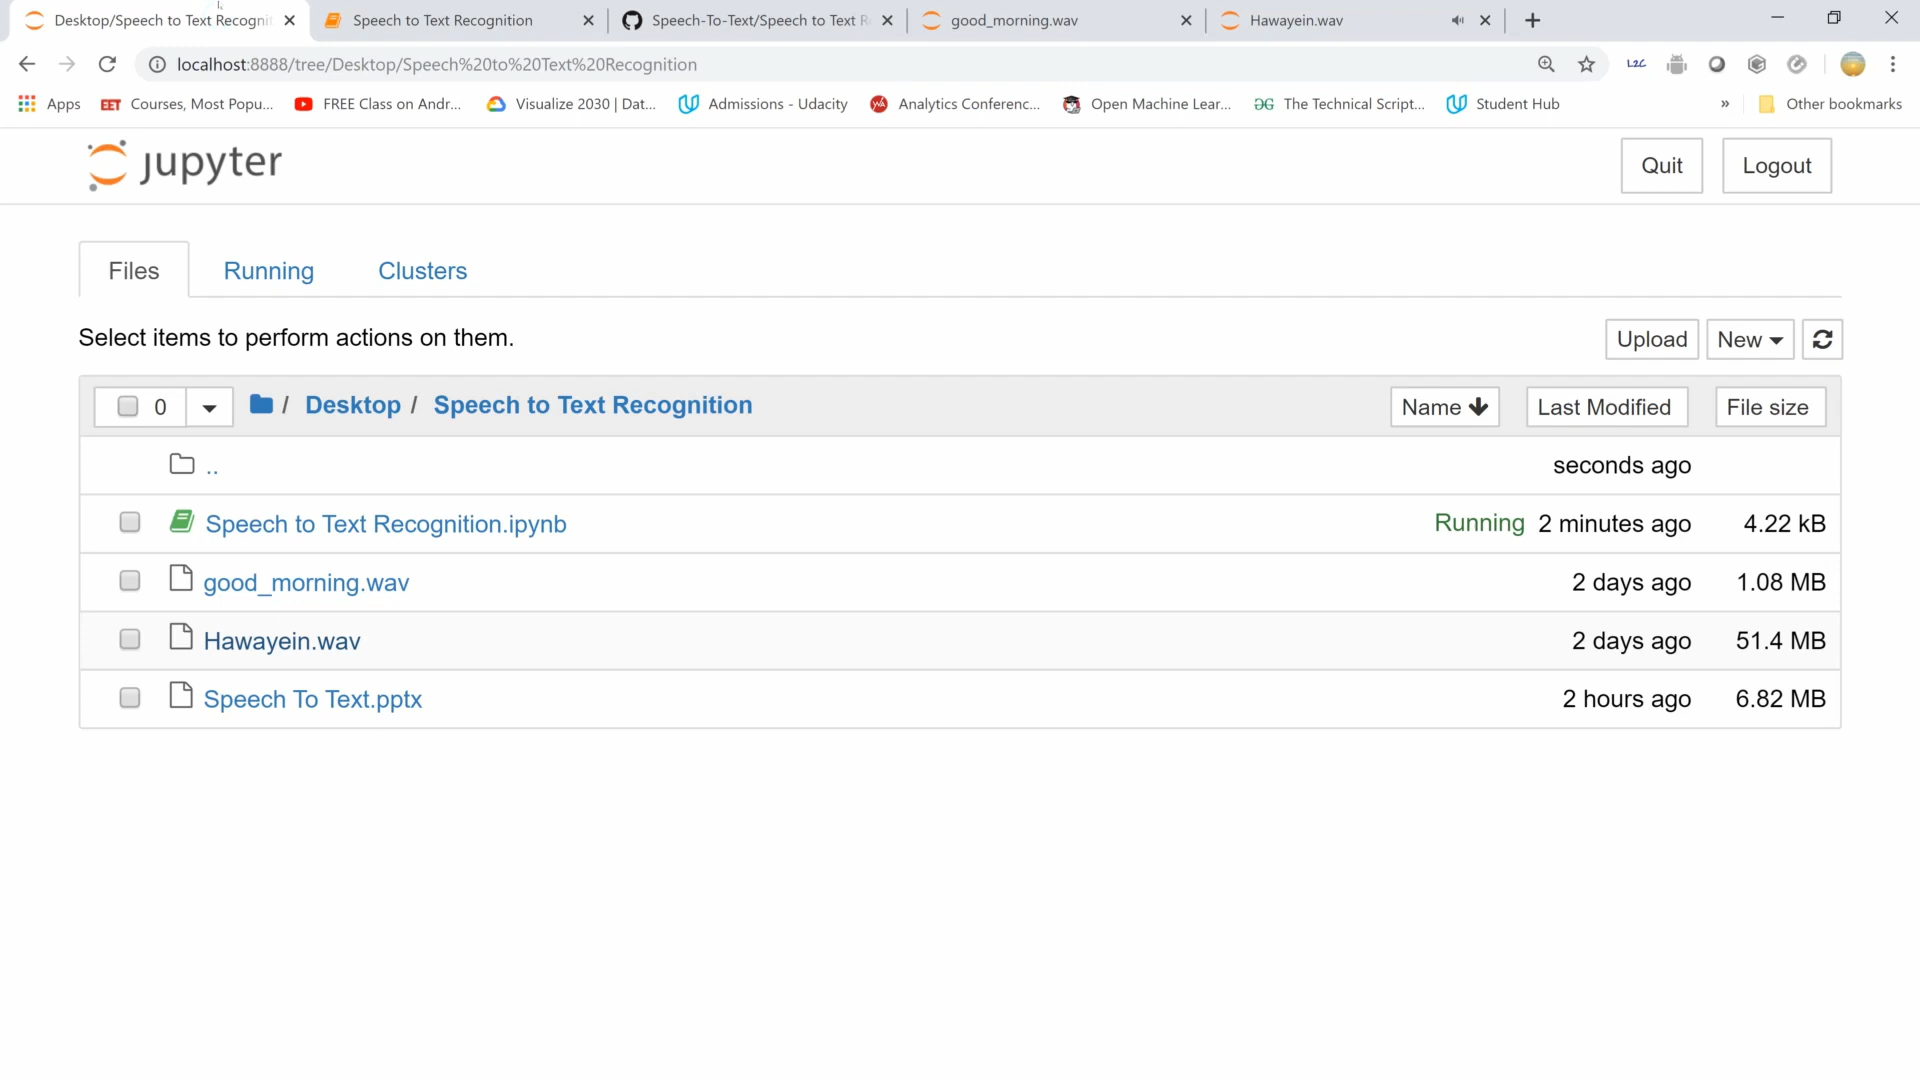 Desktop/Speech to Text Recogni
Speech to Text Recognition
Speech-To-Text/Speech to Text R
good_morning.wav
Hawayein.wav
localhost:8888/tree/Desktop/Speech%20to%20Text%20Recognition
L2C
Apps
EET Courses, Most Popu...
FREE Class on Andr...
Visualize 2030 | Dat...
Admissions - Udacity
Analytics Conferenc...
Open Machine Lear...
The Technical Script...
Student Hub
»
Other bookmarks
jupyter
Quit
Logout
Files
Running
Clusters
Select items to perform actions on them.
Upload
New
0
/ Desktop / Speech to Text Recognition
Name
Last Modified
File size
.. seconds ago
Speech to Text Recognition.ipynb Running 2 minutes ago 4.22 kB
good_morning.wav 2 days ago 1.08 MB
Hawayein.wav 2 days ago 51.4 MB
Speech To Text.pptx 2 hours ago 6.82 MB